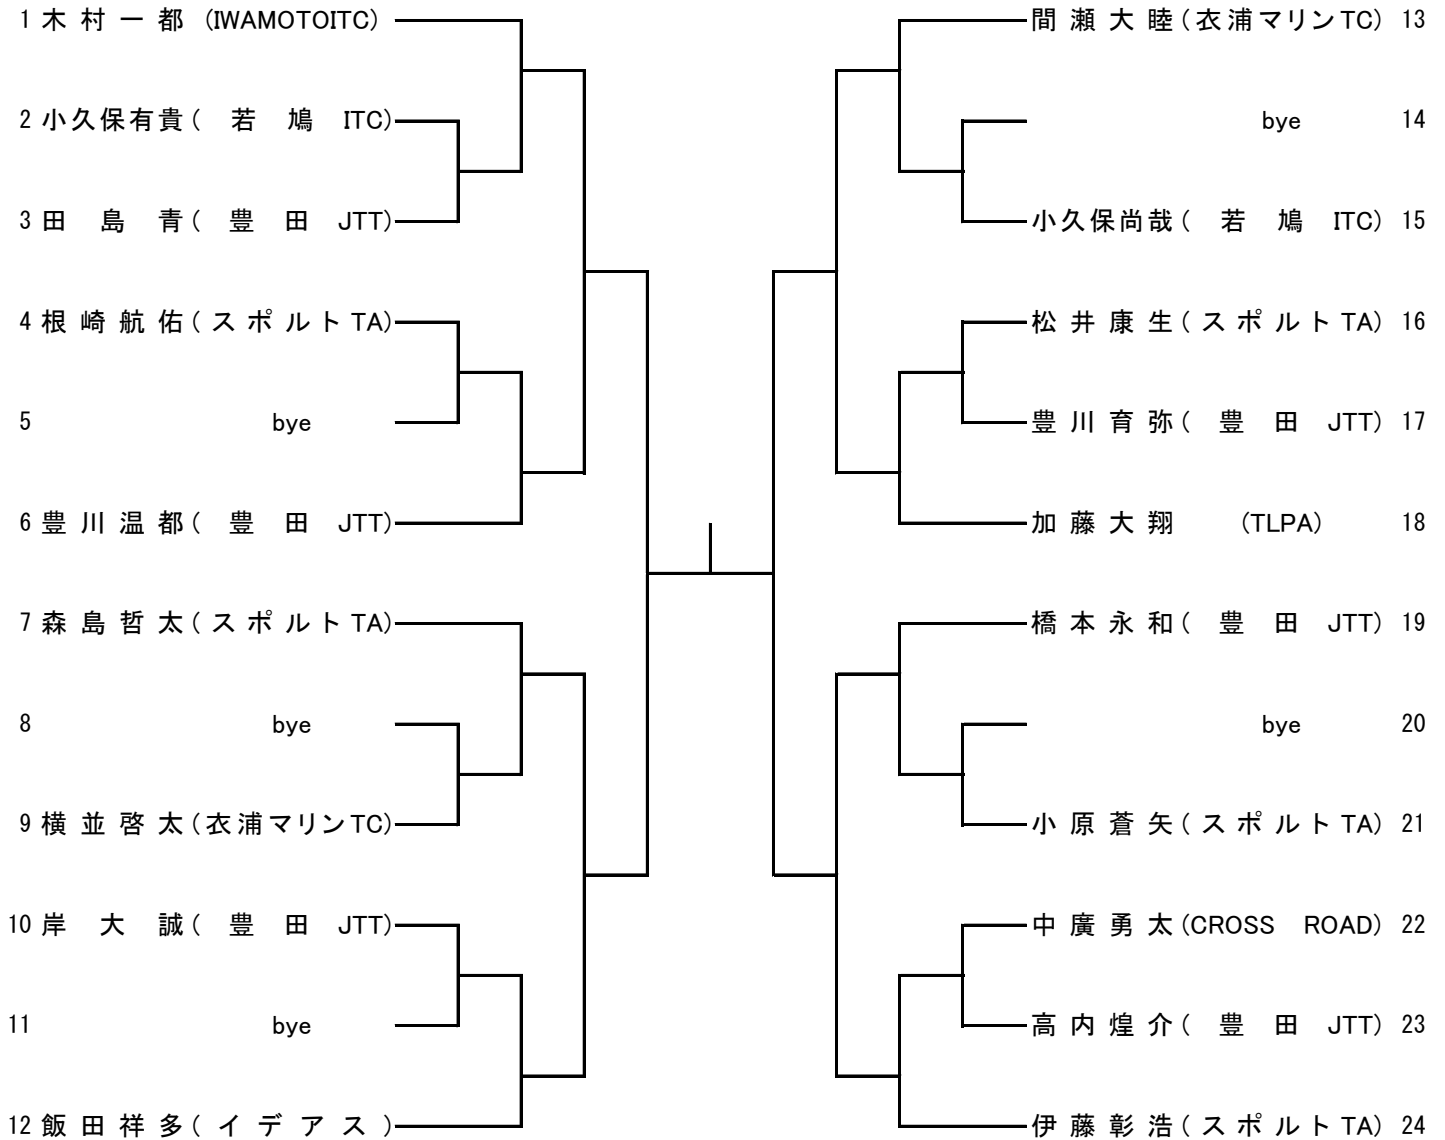 1 木村一都 (IWAMOTOITC)
2 小久保有貴 (若鳩 ITC)
3 田島青 (豊田 JTT)
4 根崎航佑 (スポルト TA)
5 bye
6 豊川温都 (豊田 JTT)
7 森島哲太 (スポルト TA)
8 bye
9 横並啓太 (衣浦マリン TC)
10 岸大誠 (豊田 JTT)
11 bye
12 飯田祥多 (イデアス)
間瀬大睦 (衣浦マリン TC) 13
bye 14
小久保尚哉 (若鳩 ITC) 15
松井康生 (スポルト TA) 16
豊川育弥 (豊田 JTT) 17
加藤大翔 (TLPA) 18
橋本永和 (豊田 JTT) 19
bye 20
小原蒼矢 (スポルト TA) 21
中廣勇太 (CROSS ROAD) 22
高内煌介 (豊田 JTT) 23
伊藤彰浩 (スポルト TA) 24